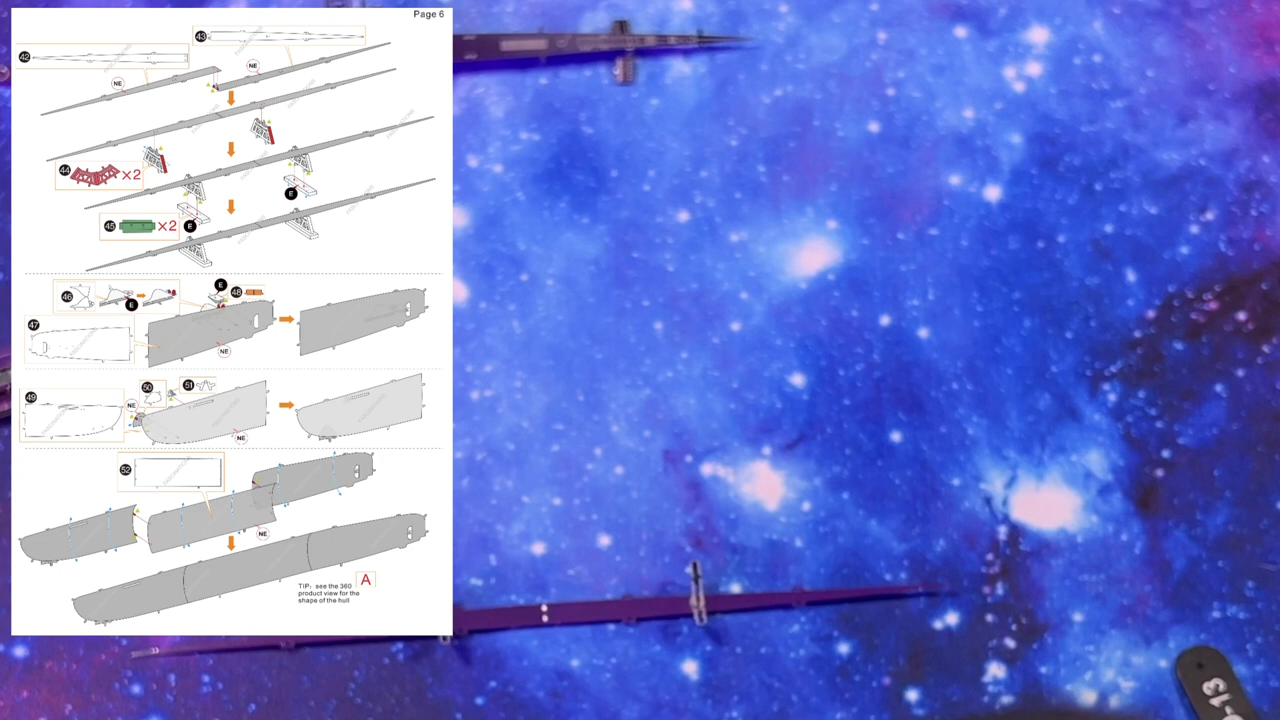 Page 6
43
42
NE
NE
44 ×2
E
45 ×2
E
E
46
E
48
47
NE
50
51
49
NE
NE
52
NE
TIP: see the 360 A
product view for the
shape of the hull
13